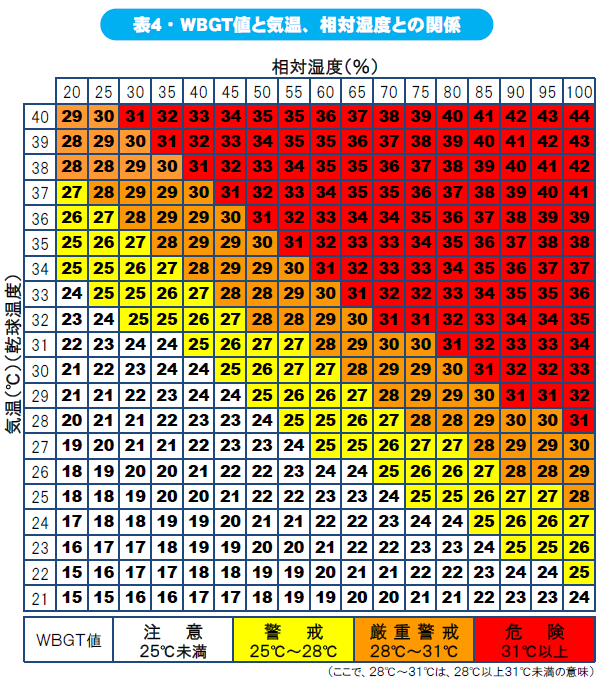 表4・WBGT値と気温、相対湿度との関係
相対湿度(%)
20 25 30 35 40 45 50 55 60 65 70 75 80 85 90 95 100
気温(℃)(乾球温度)
40 29 30 31 32 33 34 35 35 36 37 38 39 40 41 42 43 44
39 28 29 30 31 32 33 34 35 35 36 37 38 39 40 41 42 43
38 28 28 29 30 31 32 33 34 35 35 36 37 38 39 40 41 42
37 27 28 29 29 30 31 32 33 34 35 35 36 37 38 39 40 41
36 26 27 28 29 29 30 31 32 33 34 34 35 36 37 38 39 39
35 25 26 27 28 29 29 30 31 32 33 33 34 35 36 37 38 38
34 25 25 26 27 28 29 29 30 31 32 33 33 34 35 36 37 37
33 24 25 25 26 27 28 28 29 30 31 32 32 33 34 35 35 36
32 23 24 25 25 26 27 28 28 29 30 31 31 32 33 34 34 35
31 22 23 24 24 25 26 27 27 28 29 30 30 31 32 33 33 34
30 21 22 23 24 24 25 26 27 27 28 29 29 30 31 32 32 33
29 21 21 22 23 24 24 25 26 26 27 28 29 29 30 31 31 32
28 20 21 21 22 23 23 24 25 25 26 27 28 28 29 30 30 31
27 19 20 21 21 22 23 23 24 25 25 26 27 27 28 29 29 30
26 18 19 20 20 21 22 22 23 24 24 25 26 26 27 28 28 29
25 18 18 19 20 20 21 22 22 23 23 24 25 25 26 27 27 28
24 17 18 18 19 19 20 21 21 22 22 23 24 24 25 26 26 27
23 16 17 17 18 19 19 20 20 21 22 22 23 23 24 25 25 26
22 15 16 17 17 18 18 19 19 20 21 21 22 22 23 24 24 25
21 15 15 16 16 17 17 18 19 19 20 20 21 21 22 23 23 24
WBGT値 注意 警戒 厳重警戒 危険
25℃未満 25℃〜28℃ 28℃〜31℃ 31℃以上
(ここで、28℃〜31℃は、28℃以上31℃未満の意味)